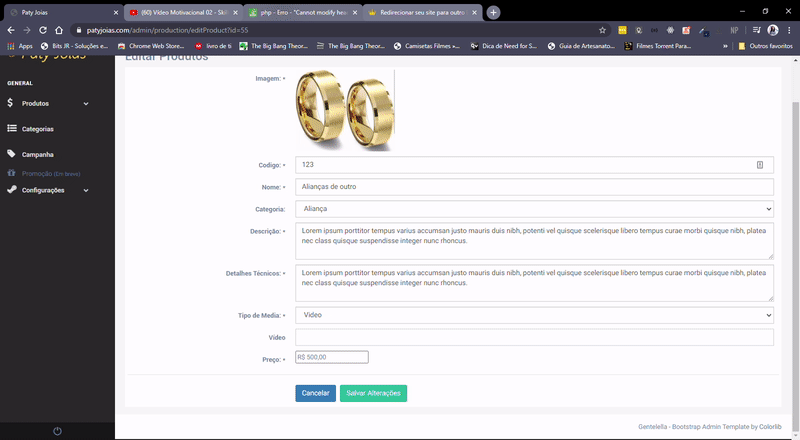 Paty Joias
(60) Vídeo Motivacional 02 - Skil
php - Erro - "Cannot modify hea
Redirecionar seu site para outro
patyjoias.com/admin/production/editProduct?id=55
Apps
Bits JR - Soluções e...
Chrome Web Store...
livro de ti
The Big Bang Theor...
The Big Bang Theor...
Camisetas Filmes »...
Dica de Need for S...
Guia de Artesanato...
Filmes Torrent Para...
Outros favoritos
Paty Joias
Editar Produtos
GENERAL
Produtos
Categorias
Campanha
Promoção (Em breve)
Configurações
Imagem: *
Codigo: *
123
Nome: *
Alianças de outro
Categoria:
Aliança
Descrição: *
Lorem ipsum porttitor tempus varius accumsan justo mauris duis nibh, potenti vel quisque scelerisque libero tempus curae morbi quisque nibh, platea
nec class quisque suspendisse integer nunc rhoncus.
Detalhes Técnicos: *
Lorem ipsum porttitor tempus varius accumsan justo mauris duis nibh, potenti vel quisque scelerisque libero tempus curae morbi quisque nibh, platea
nec class quisque suspendisse integer nunc rhoncus.
Tipo de Media: *
Video
Vídeo
Preço: *
R$ 500,00
Cancelar
Salvar Alterações
Gentelella - Bootstrap Admin Template by Colorlib